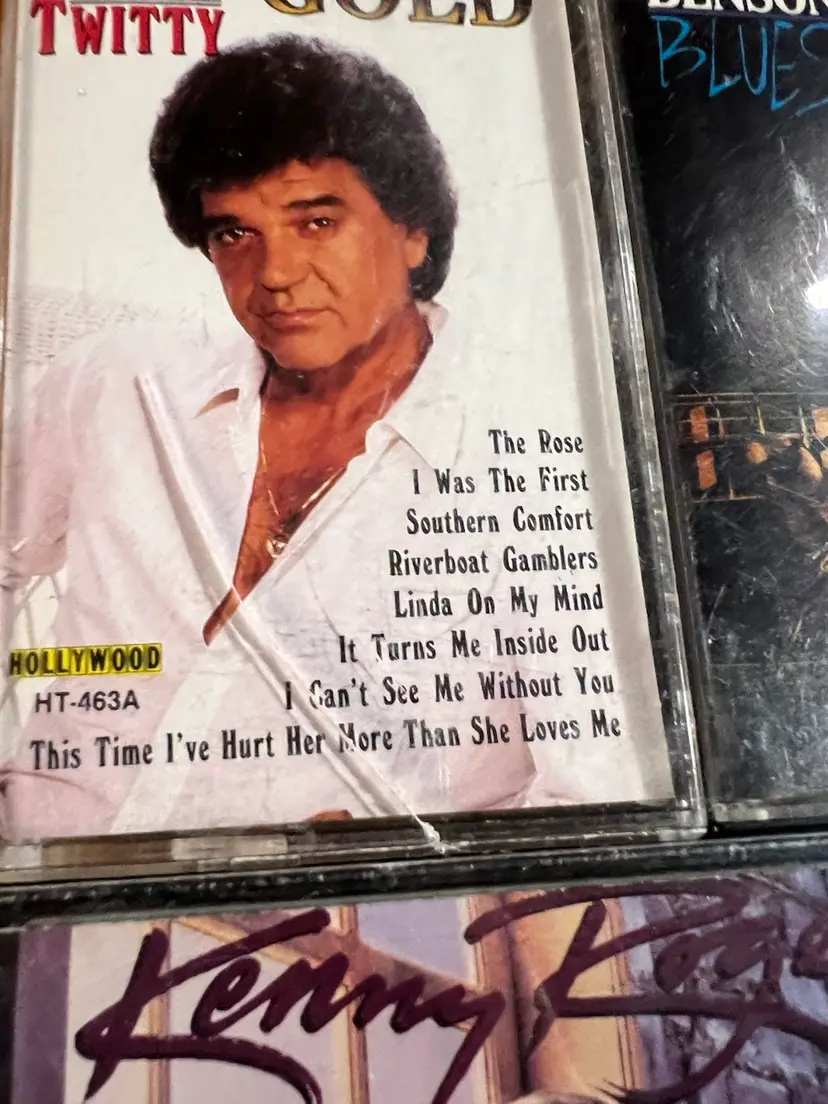 TWITTY
GOLD
BENSON
BLUES
The Rose
I Was The First
Southern Comfort
Riverboat Gamblers
Linda On My Mind
It Turns Me Inside Out
I Can't See Me Without You
This Time I've Hurt Her More Than She Loves Me
HOLLYWOOD
HT-463A
Kenny Roge